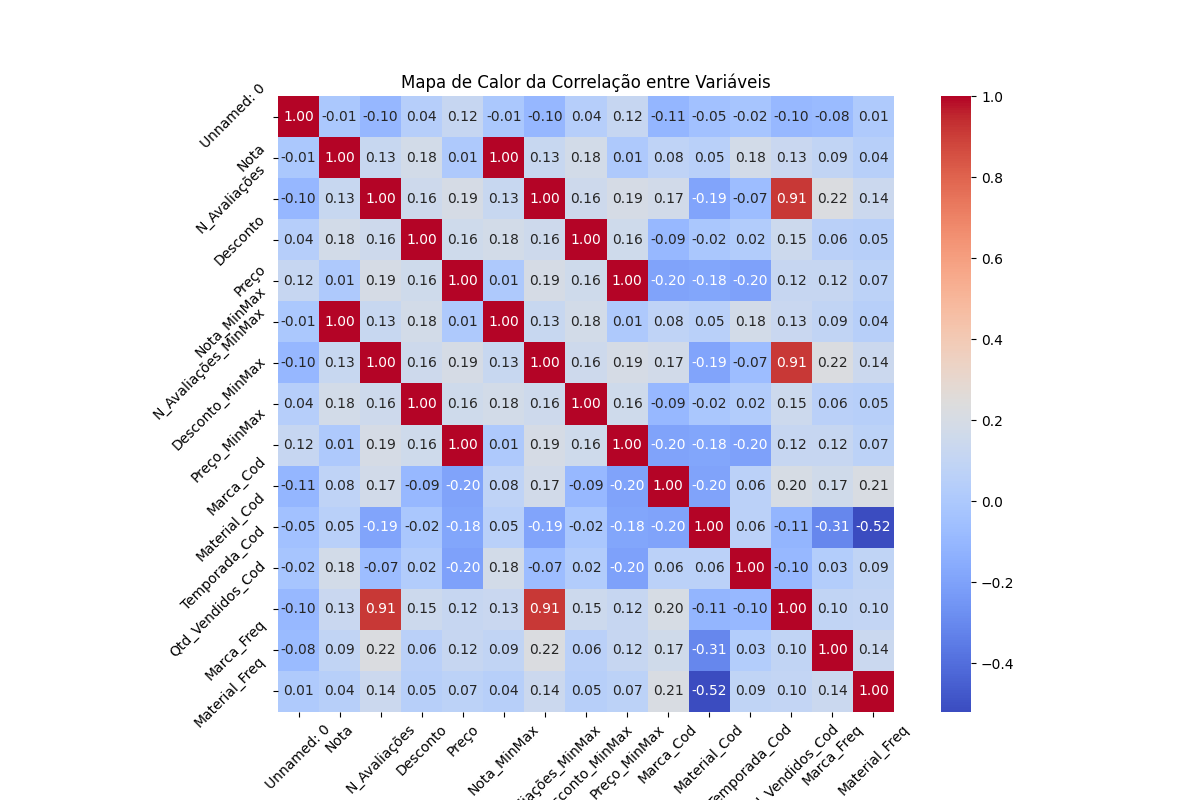 Mapa de Calor da Correlação entre Variáveis
Unnamed: 0 1.00 -0.01 -0.10 0.04 0.12 -0.01 -0.10 0.04 0.12 -0.11 -0.05 -0.02 -0.10 -0.08 0.01
Nota -0.01 1.00 0.13 0.18 0.01 1.00 0.13 0.18 0.01 0.08 0.05 0.18 0.13 0.09 0.04
N_Avaliações -0.10 0.13 1.00 0.16 0.19 0.13 1.00 0.16 0.19 0.17 -0.19 -0.07 0.91 0.22 0.14
Desconto 0.04 0.18 0.16 1.00 0.16 0.18 0.16 1.00 0.16 -0.09 -0.02 0.02 0.15 0.06 0.05
Preço 0.12 0.01 0.19 0.16 1.00 0.01 0.19 0.16 1.00 -0.20 -0.18 -0.20 0.12 0.12 0.07
Nota_MinMax -0.01 1.00 0.13 0.18 0.01 1.00 0.13 0.18 0.01 0.08 0.05 0.18 0.13 0.09 0.04
N_Avaliações_MinMax -0.10 0.13 1.00 0.16 0.19 0.13 1.00 0.16 0.19 0.17 -0.19 -0.07 0.91 0.22 0.14
Desconto_MinMax 0.04 0.18 0.16 1.00 0.16 0.18 0.16 1.00 0.16 -0.09 -0.02 0.02 0.15 0.06 0.05
Preço_MinMax 0.12 0.01 0.19 0.16 1.00 0.01 0.19 0.16 1.00 -0.20 -0.18 -0.20 0.12 0.12 0.07
Marca_Cod -0.11 0.08 0.17 -0.09 -0.20 0.08 0.17 -0.09 -0.20 1.00 -0.20 0.06 0.20 0.17 0.21
Material_Cod -0.05 0.05 -0.19 -0.02 -0.18 0.05 -0.19 -0.02 -0.18 -0.20 1.00 0.06 -0.11 -0.31 -0.52
Temporada_Cod -0.02 0.18 -0.07 0.02 -0.20 0.18 -0.07 0.02 -0.20 0.06 0.06 1.00 -0.10 0.03 0.09
Qtd_Vendidos_Cod -0.10 0.13 0.91 0.15 0.12 0.13 0.91 0.15 0.12 0.20 -0.11 -0.10 1.00 0.10 0.10
Marca_Freq -0.08 0.09 0.22 0.06 0.12 0.09 0.22 0.06 0.12 0.17 -0.31 0.03 0.10 1.00 0.14
Material_Freq 0.01 0.04 0.14 0.05 0.07 0.04 0.14 0.05 0.07 0.21 -0.52 0.09 0.10 0.14 1.00
Unnamed: 0
Nota
N_Avaliações
Desconto
Preço
Nota_MinMax
liações_MinMax
sconto_MinMax
Preço_MinMax
Marca_Cod
Material_Cod
Temporada_Cod
_Vendidos_Cod
Marca_Freq
Material_Freq
1.0
0.8
0.6
0.4
0.2
0.0
−0.2
−0.4